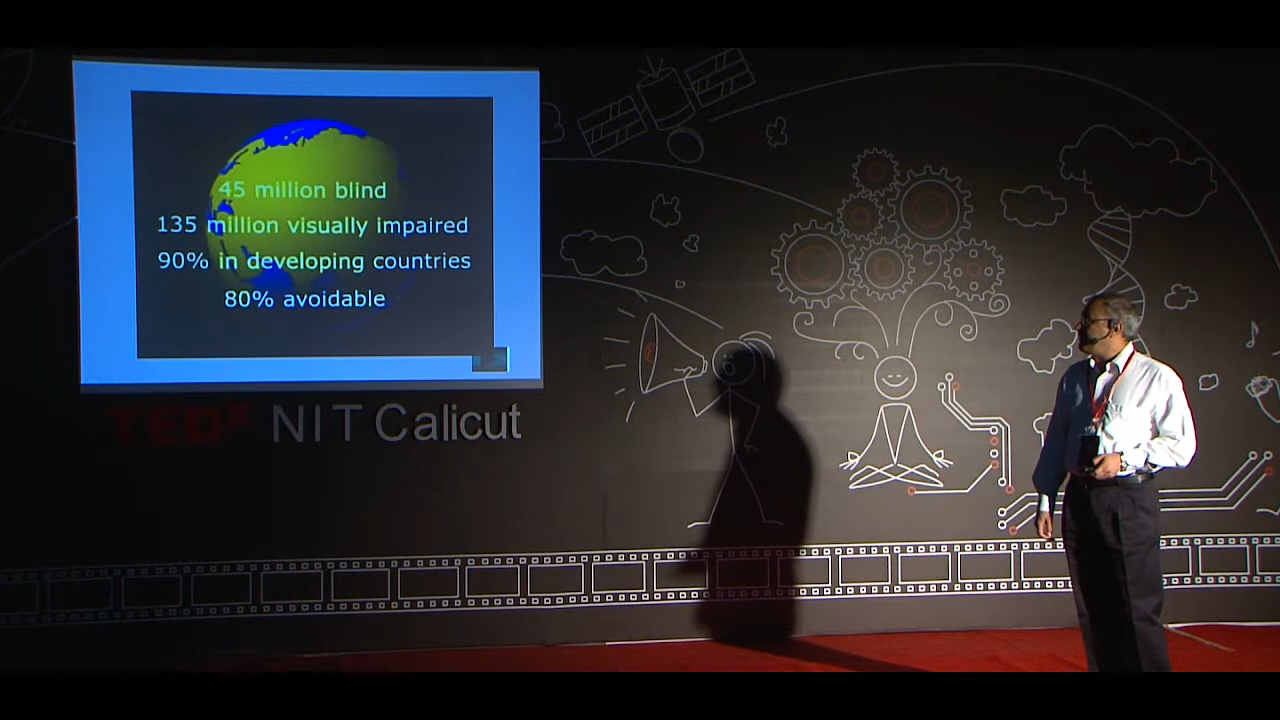 45 million blind
135 million visually impaired
90% in developing countries
80% avoidable
TEDx NIT Calicut